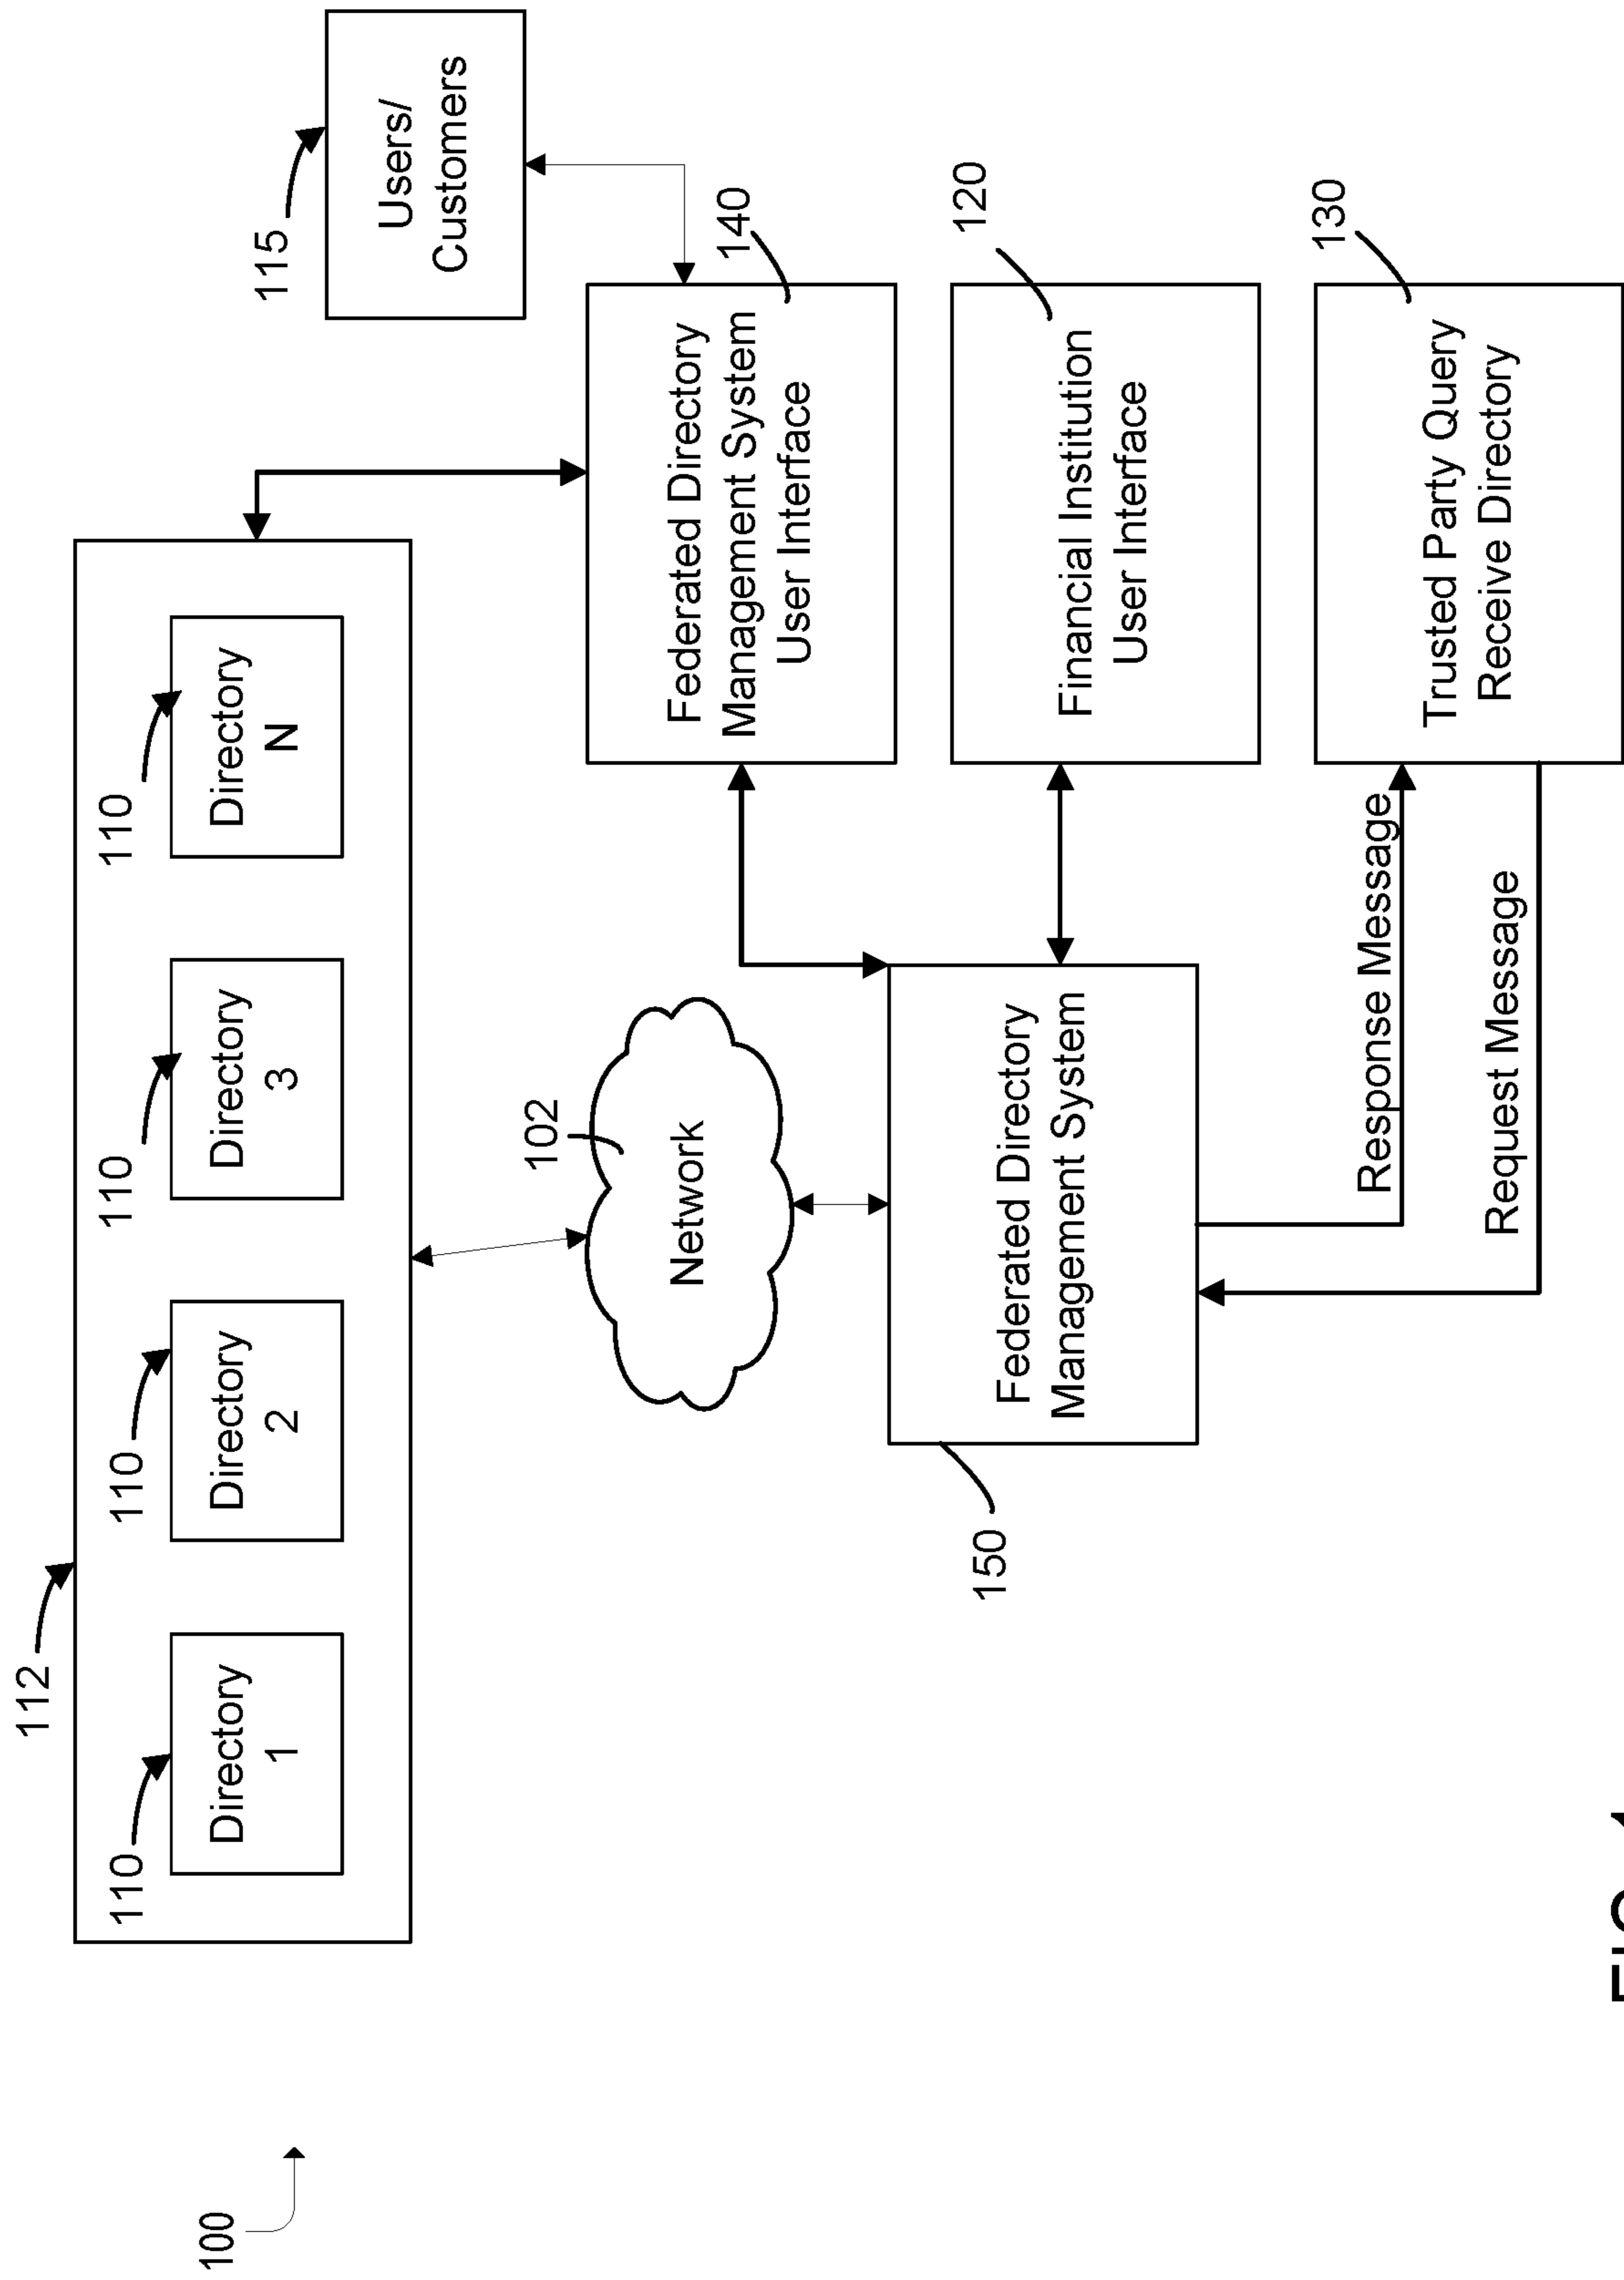 100
112
110
Directory
1
110
Directory
2
110
Directory
3
110
Directory
N
115
Users/
Customers
102
Network
140
Federated Directory
Management System
User Interface
150
Federated Directory
Management System
120
Financial Institution
User Interface
130
Trusted Party Query
Receive Directory
Response Message
Request Message